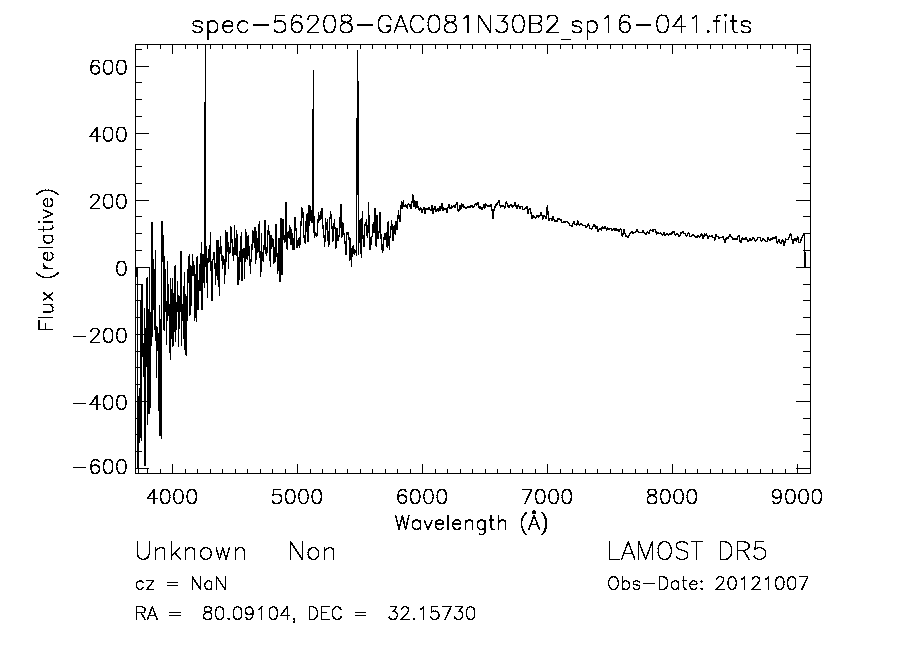 spec-56208-GAC081N30B2_sp16-041.fits
600
400
200
0
-200
-400
-600
Flux (relative)
4000 5000 6000 7000 8000 9000
Wavelength (Å)
Unknown Non LAMOST DR5
cz = NaN Obs-Date: 20121007
RA = 80.09104, DEC = 32.15730